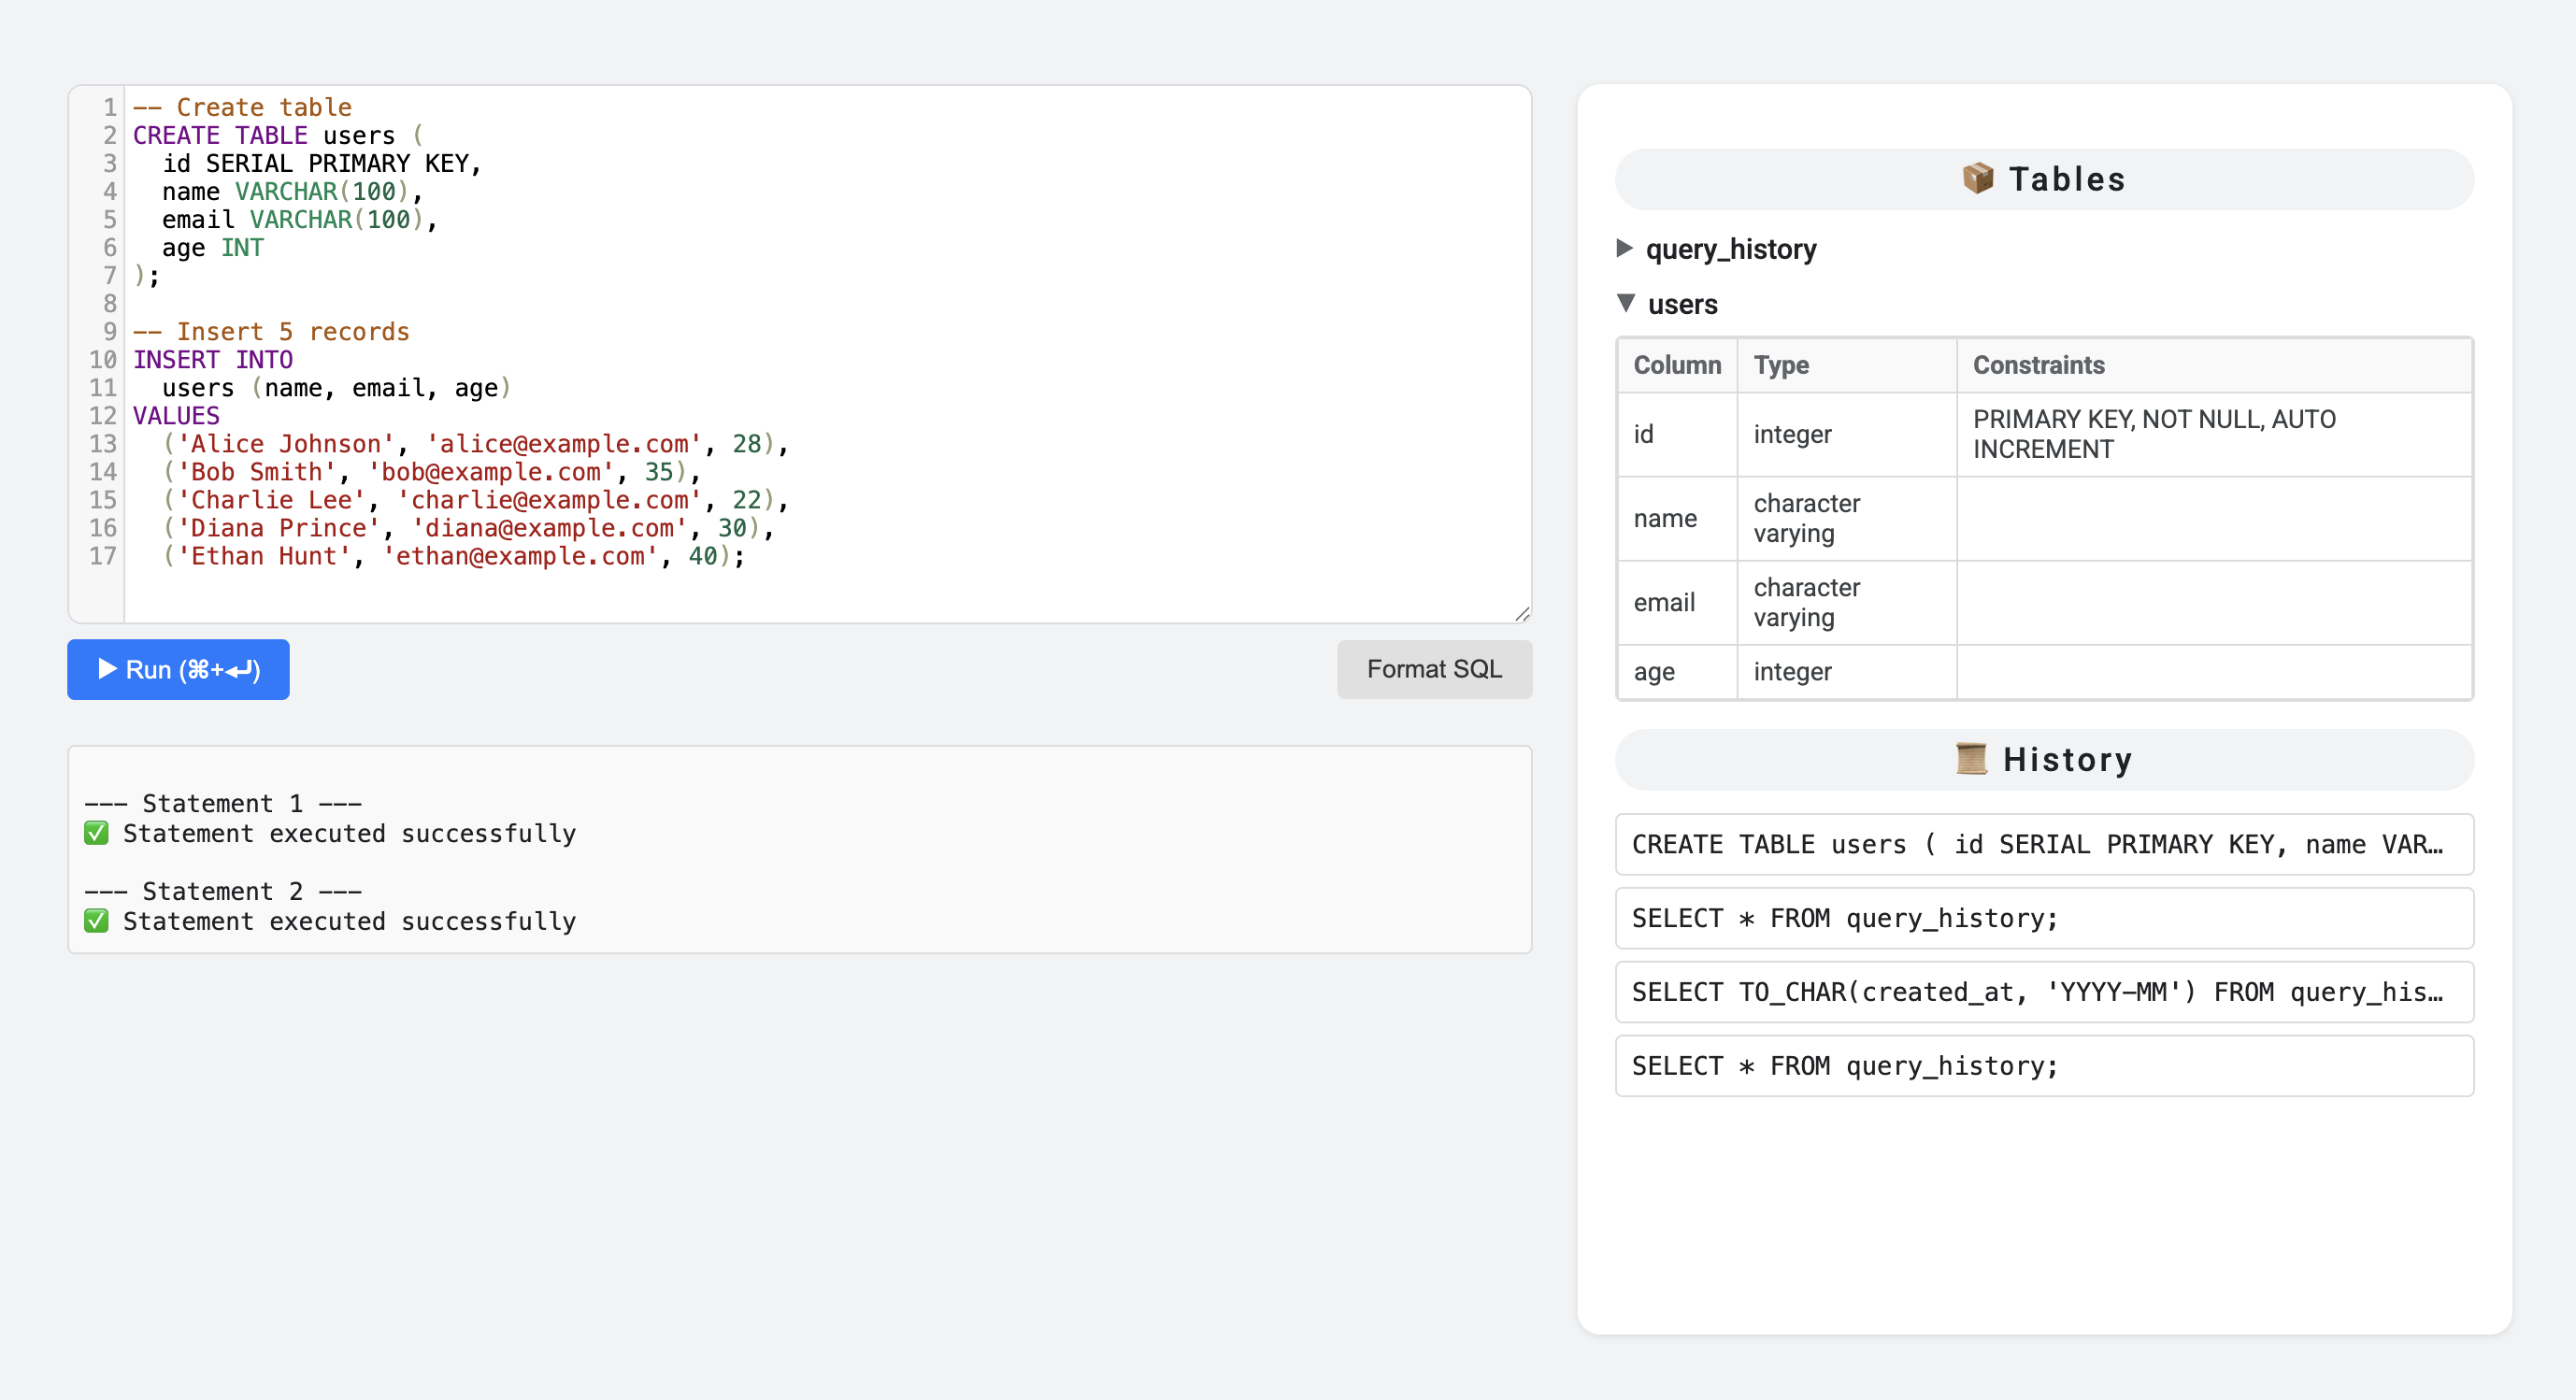 1 -- Create table
2 CREATE TABLE users (
3   id SERIAL PRIMARY KEY,
4   name VARCHAR(100),
5   email VARCHAR(100),
6   age INT
7 );
8
9 -- Insert 5 records
10 INSERT INTO
11   users (name, email, age)
12 VALUES
13   ('Alice Johnson', 'alice@example.com', 28),
14   ('Bob Smith', 'bob@example.com', 35),
15   ('Charlie Lee', 'charlie@example.com', 22),
16   ('Diana Prince', 'diana@example.com', 30),
17   ('Ethan Hunt', 'ethan@example.com', 40);
▶ Run (⌘+↵)
Format SQL
--- Statement 1 ---
✅ Statement executed successfully
--- Statement 2 ---
✅ Statement executed successfully
📦 Tables
▶ query_history
▼ users
Column Type Constraints
id integer PRIMARY KEY, NOT NULL, AUTO
INCREMENT
name character
varying
email character
varying
age integer
📜 History
CREATE TABLE users ( id SERIAL PRIMARY KEY, name VAR…
SELECT * FROM query_history;
SELECT TO_CHAR(created_at, 'YYYY-MM') FROM query_his…
SELECT * FROM query_history;